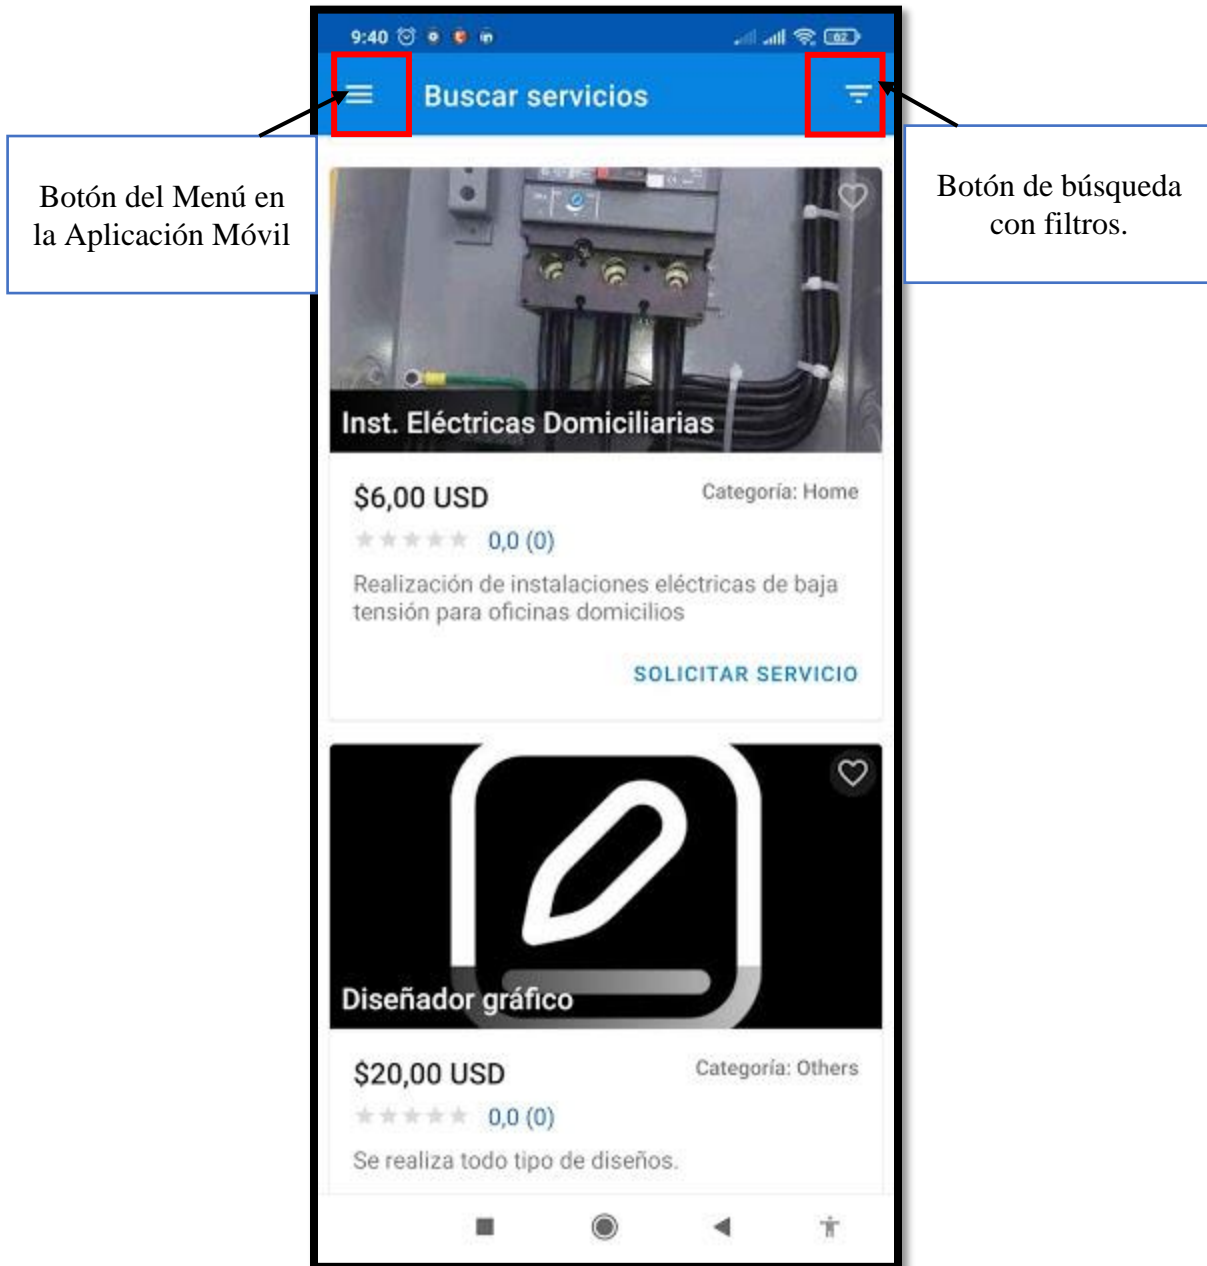 9:40
62
Buscar servicios
Botón del Menú en
la Aplicación Móvil
Botón de búsqueda
con filtros.
Inst. Eléctricas Domiciliarias
$6,00 USD
Categoría: Home
0,0 (0)
Realización de instalaciones eléctricas de baja
tensión para oficinas domicilios
SOLICITAR SERVICIO
Diseñador gráfico
$20,00 USD
Categoría: Others
0,0 (0)
Se realiza todo tipo de diseños.